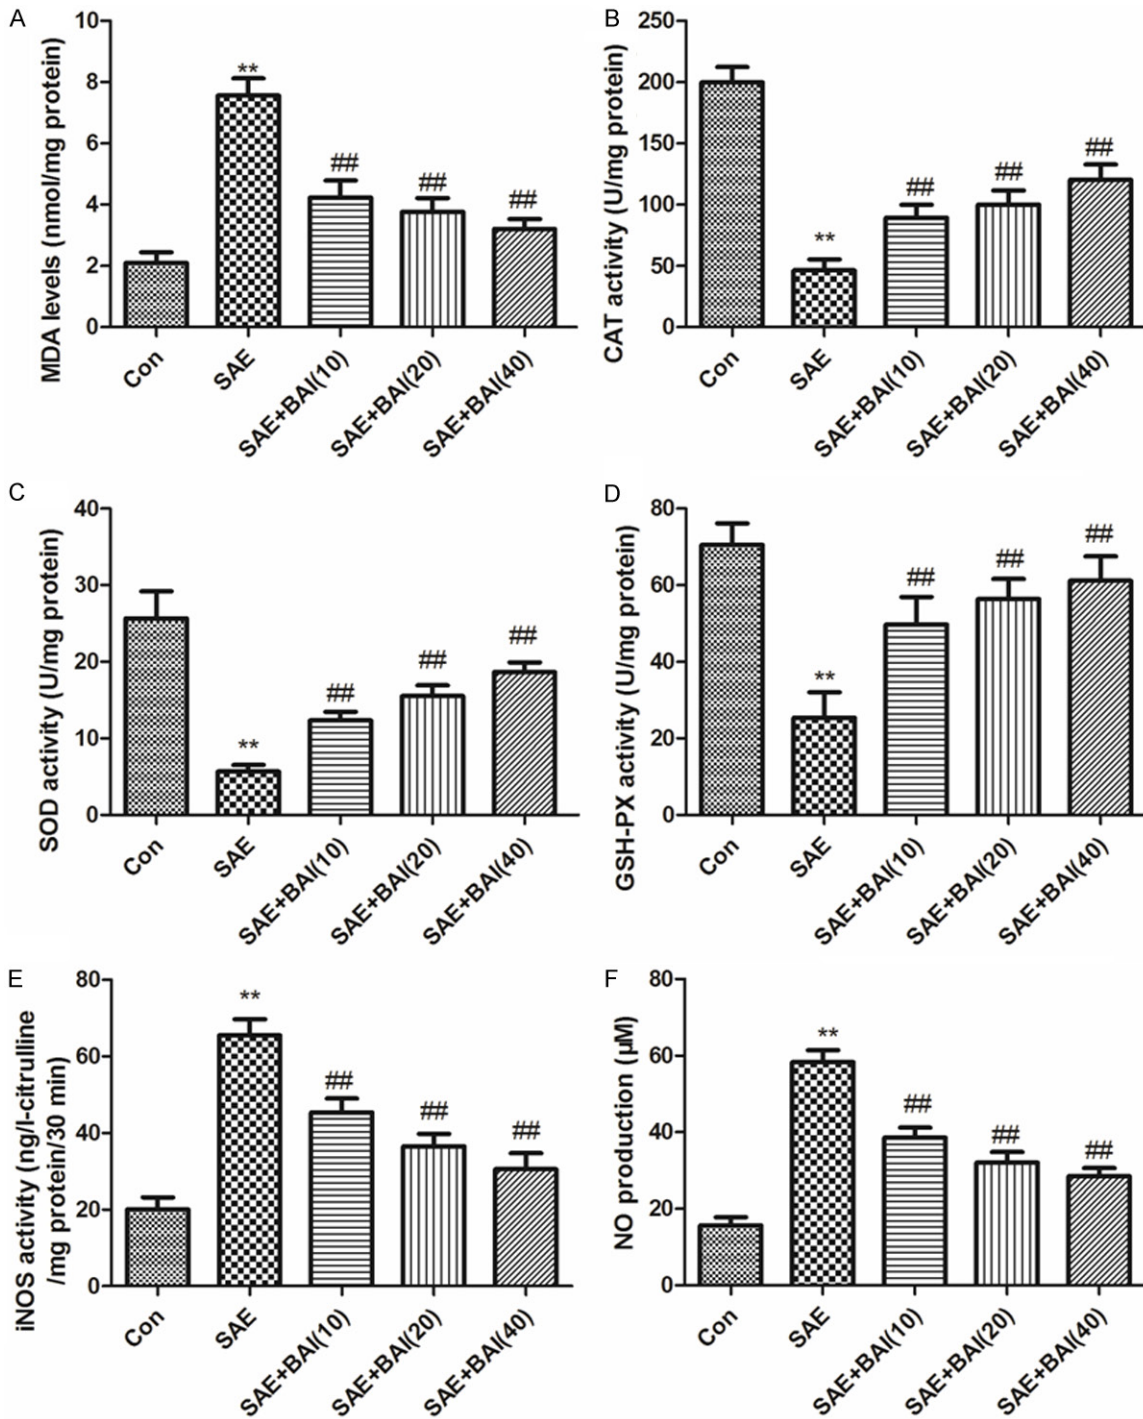 A
MDA levels (nmol/mg protein)
10
8
6
4
2
0
**
##
##
##
Con
SAE
SAE+BAI(10)
SAE+BAI(20)
SAE+BAI(40)
B
CAT activity (U/mg protein)
250
200
150
100
50
0
**
##
##
##
Con
SAE
SAE+BAI(10)
SAE+BAI(20)
SAE+BAI(40)
C
SOD activity (U/mg protein)
40
30
20
10
0
**
##
##
##
Con
SAE
SAE+BAI(10)
SAE+BAI(20)
SAE+BAI(40)
D
GSH-PX activity (U/mg protein)
80
60
40
20
0
**
##
##
##
Con
SAE
SAE+BAI(10)
SAE+BAI(20)
SAE+BAI(40)
E
iNOS activity (ng/l-citrulline
/mg protein/30 min)
80
60
40
20
0
**
##
##
##
Con
SAE
SAE+BAI(10)
SAE+BAI(20)
SAE+BAI(40)
F
NO production (µM)
80
60
40
20
0
**
##
##
##
Con
SAE
SAE+BAI(10)
SAE+BAI(20)
SAE+BAI(40)